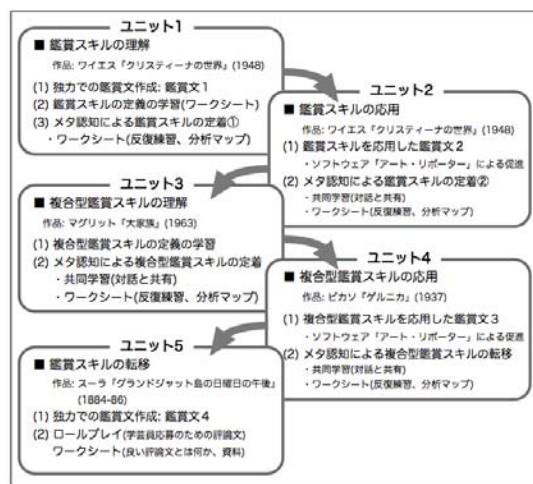 ユニット1
■ 鑑賞スキルの理解
作品: ワイエス「クリスティーナの世界」(1948)
(1) 独力での鑑賞文作成: 鑑賞文１
(2) 鑑賞スキルの定義の学習(ワークシート)
(3) メタ認知による鑑賞スキルの定着①
・ワークシート(反復練習、分析マップ)
ユニット2
■ 鑑賞スキルの応用
作品: ワイエス「クリスティーナの世界」(1948)
(1) 鑑賞スキルを応用した鑑賞文２
・ソフトウェア「アート・リポーター」による促進
(2) メタ認知による鑑賞スキルの定着②
・共同学習(対話と共有)
・ワークシート(反復練習、分析マップ)
ユニット3
■ 複合型鑑賞スキルの理解
作品: マグリット「大家族」(1963)
(1) 複合型鑑賞スキルの定義の学習
(2) メタ認知による複合型鑑賞スキルの定着
・共同学習(対話と共有)
・ワークシート(反復練習、分析マップ)
ユニット4
■ 複合型鑑賞スキルの応用
作品: ピカソ「ゲルニカ」(1937)
(1) 複合型鑑賞スキルを応用した鑑賞文３
・ソフトウェア「アート・リポーター」による促進
(2) メタ認知による複合型鑑賞スキルの転移
・共同学習(対話と共有)
・ワークシート(反復練習、分析マップ)
ユニット5
■ 鑑賞スキルの転移
作品: スーラ「グランドジャット島の日曜日の午後」
(1884-86)
(1) 独力での鑑賞文作成: 鑑賞文４
(2) ロールプレイ(学芸員応募のための評論文)
ワークシート(良い評論文とは何か、資料)